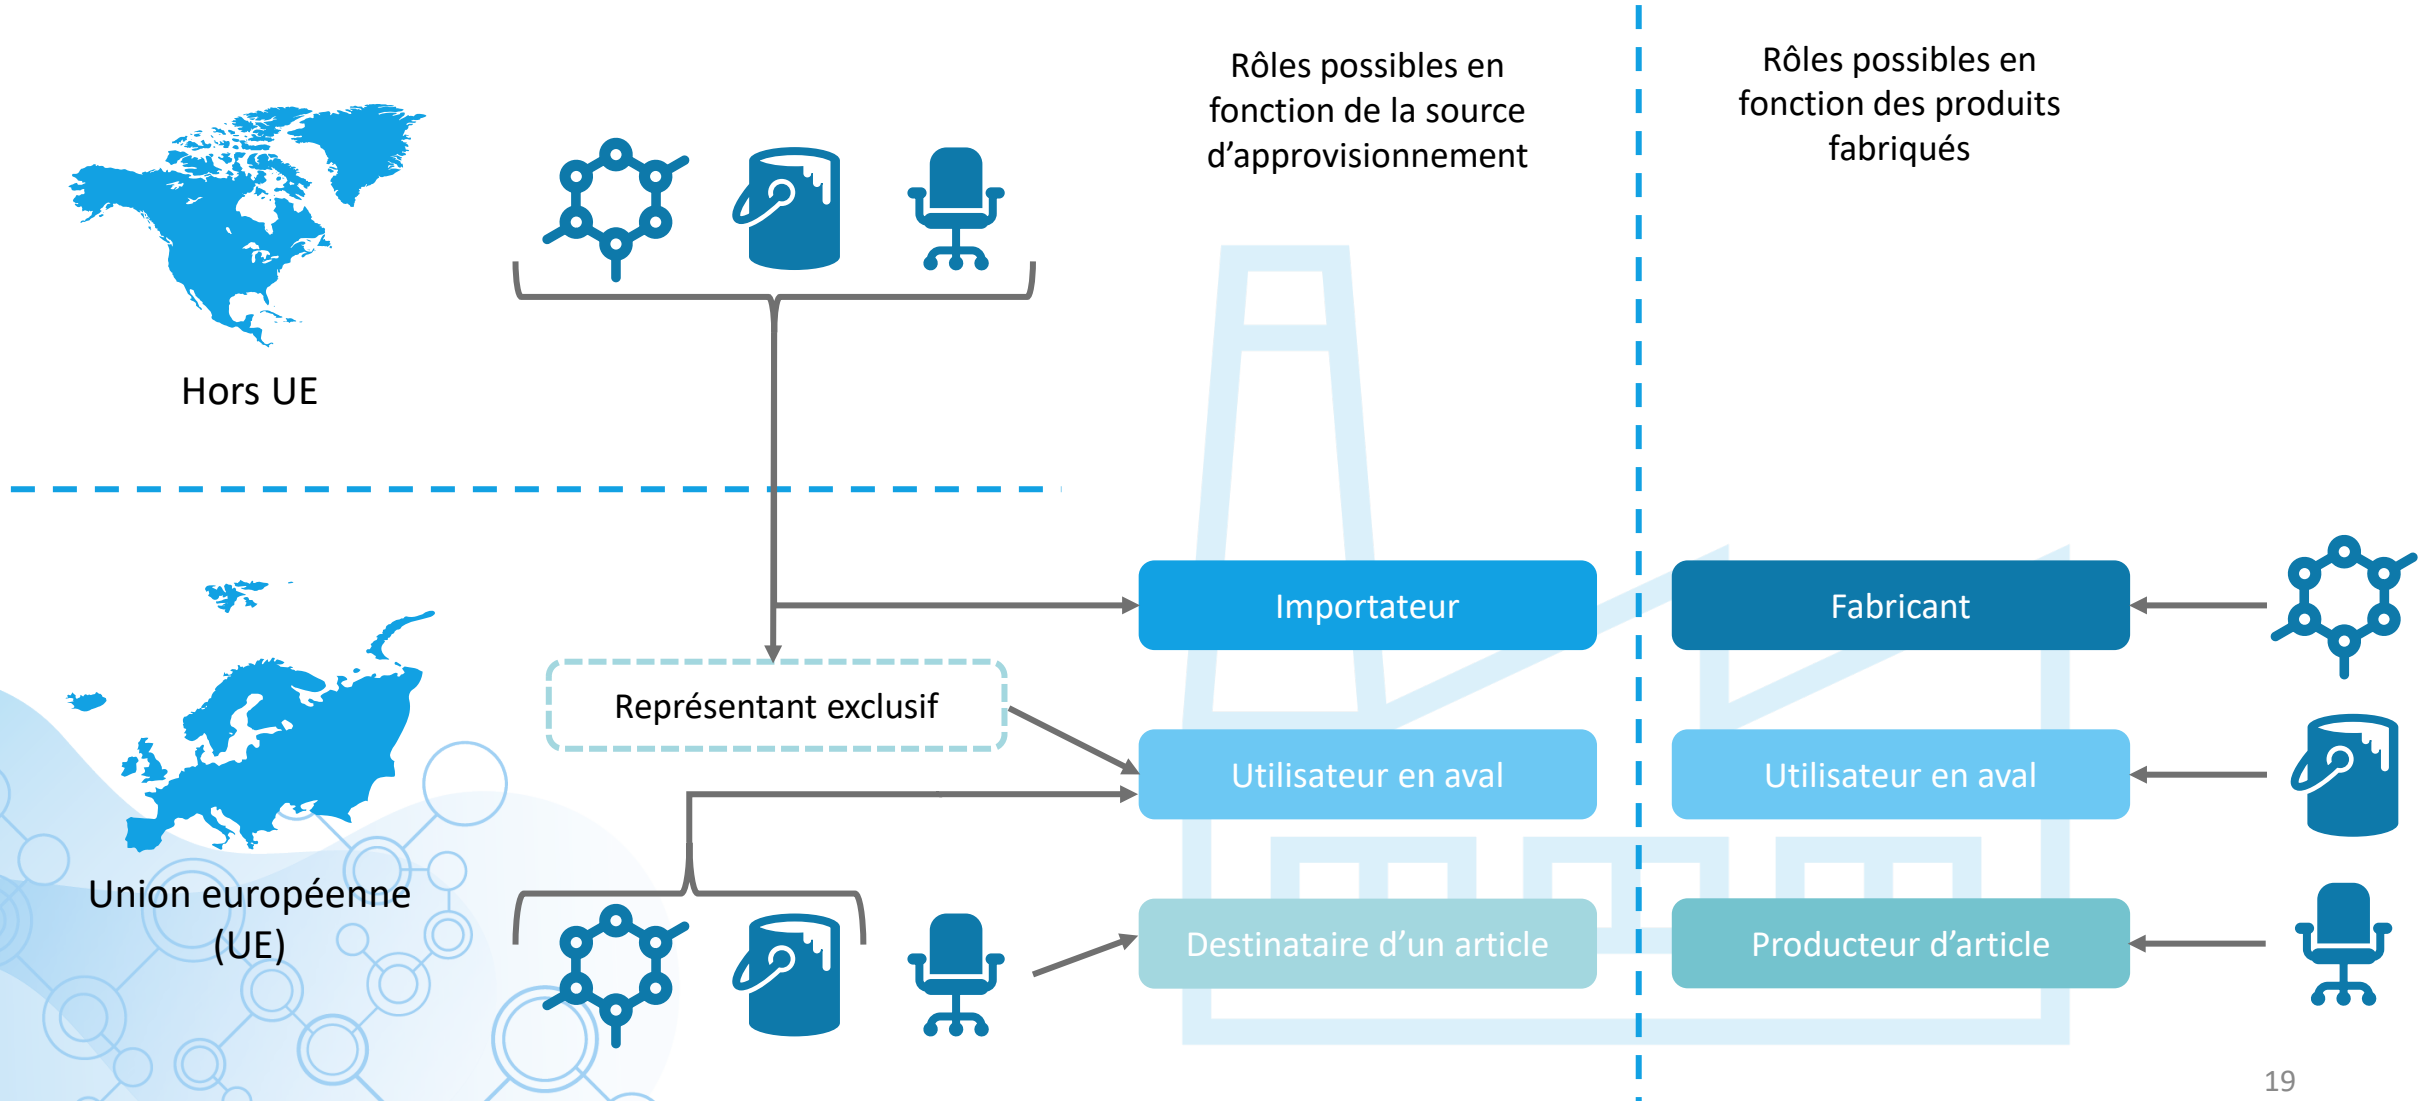 Rôles possibles en
fonction de la source
d’approvisionnement
Rôles possibles en
fonction des produits
fabriqués
Hors UE
Importateur
Fabricant
Représentant exclusif
Utilisateur en aval
Utilisateur en aval
Union européenne
(UE)
Destinataire d’un article
Producteur d’article
19